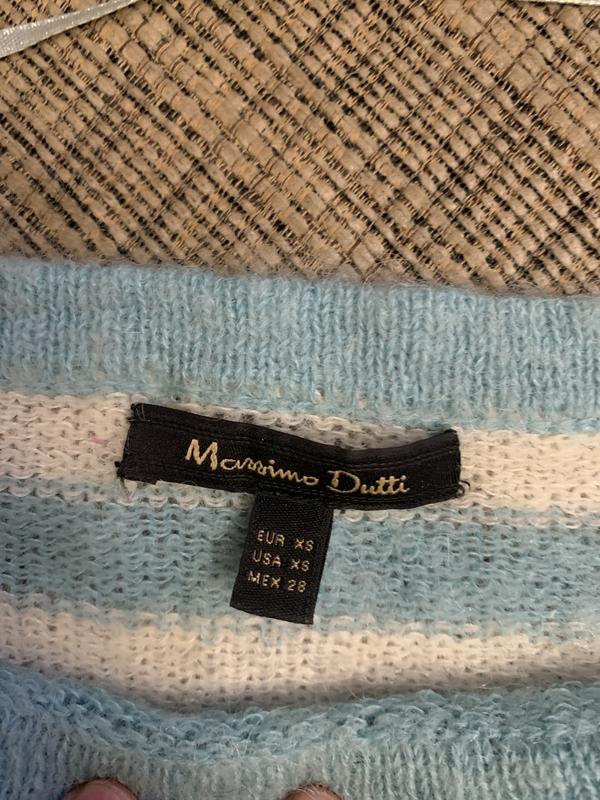 Massimo Dutti
EUR XS
USA XS
MEX 28